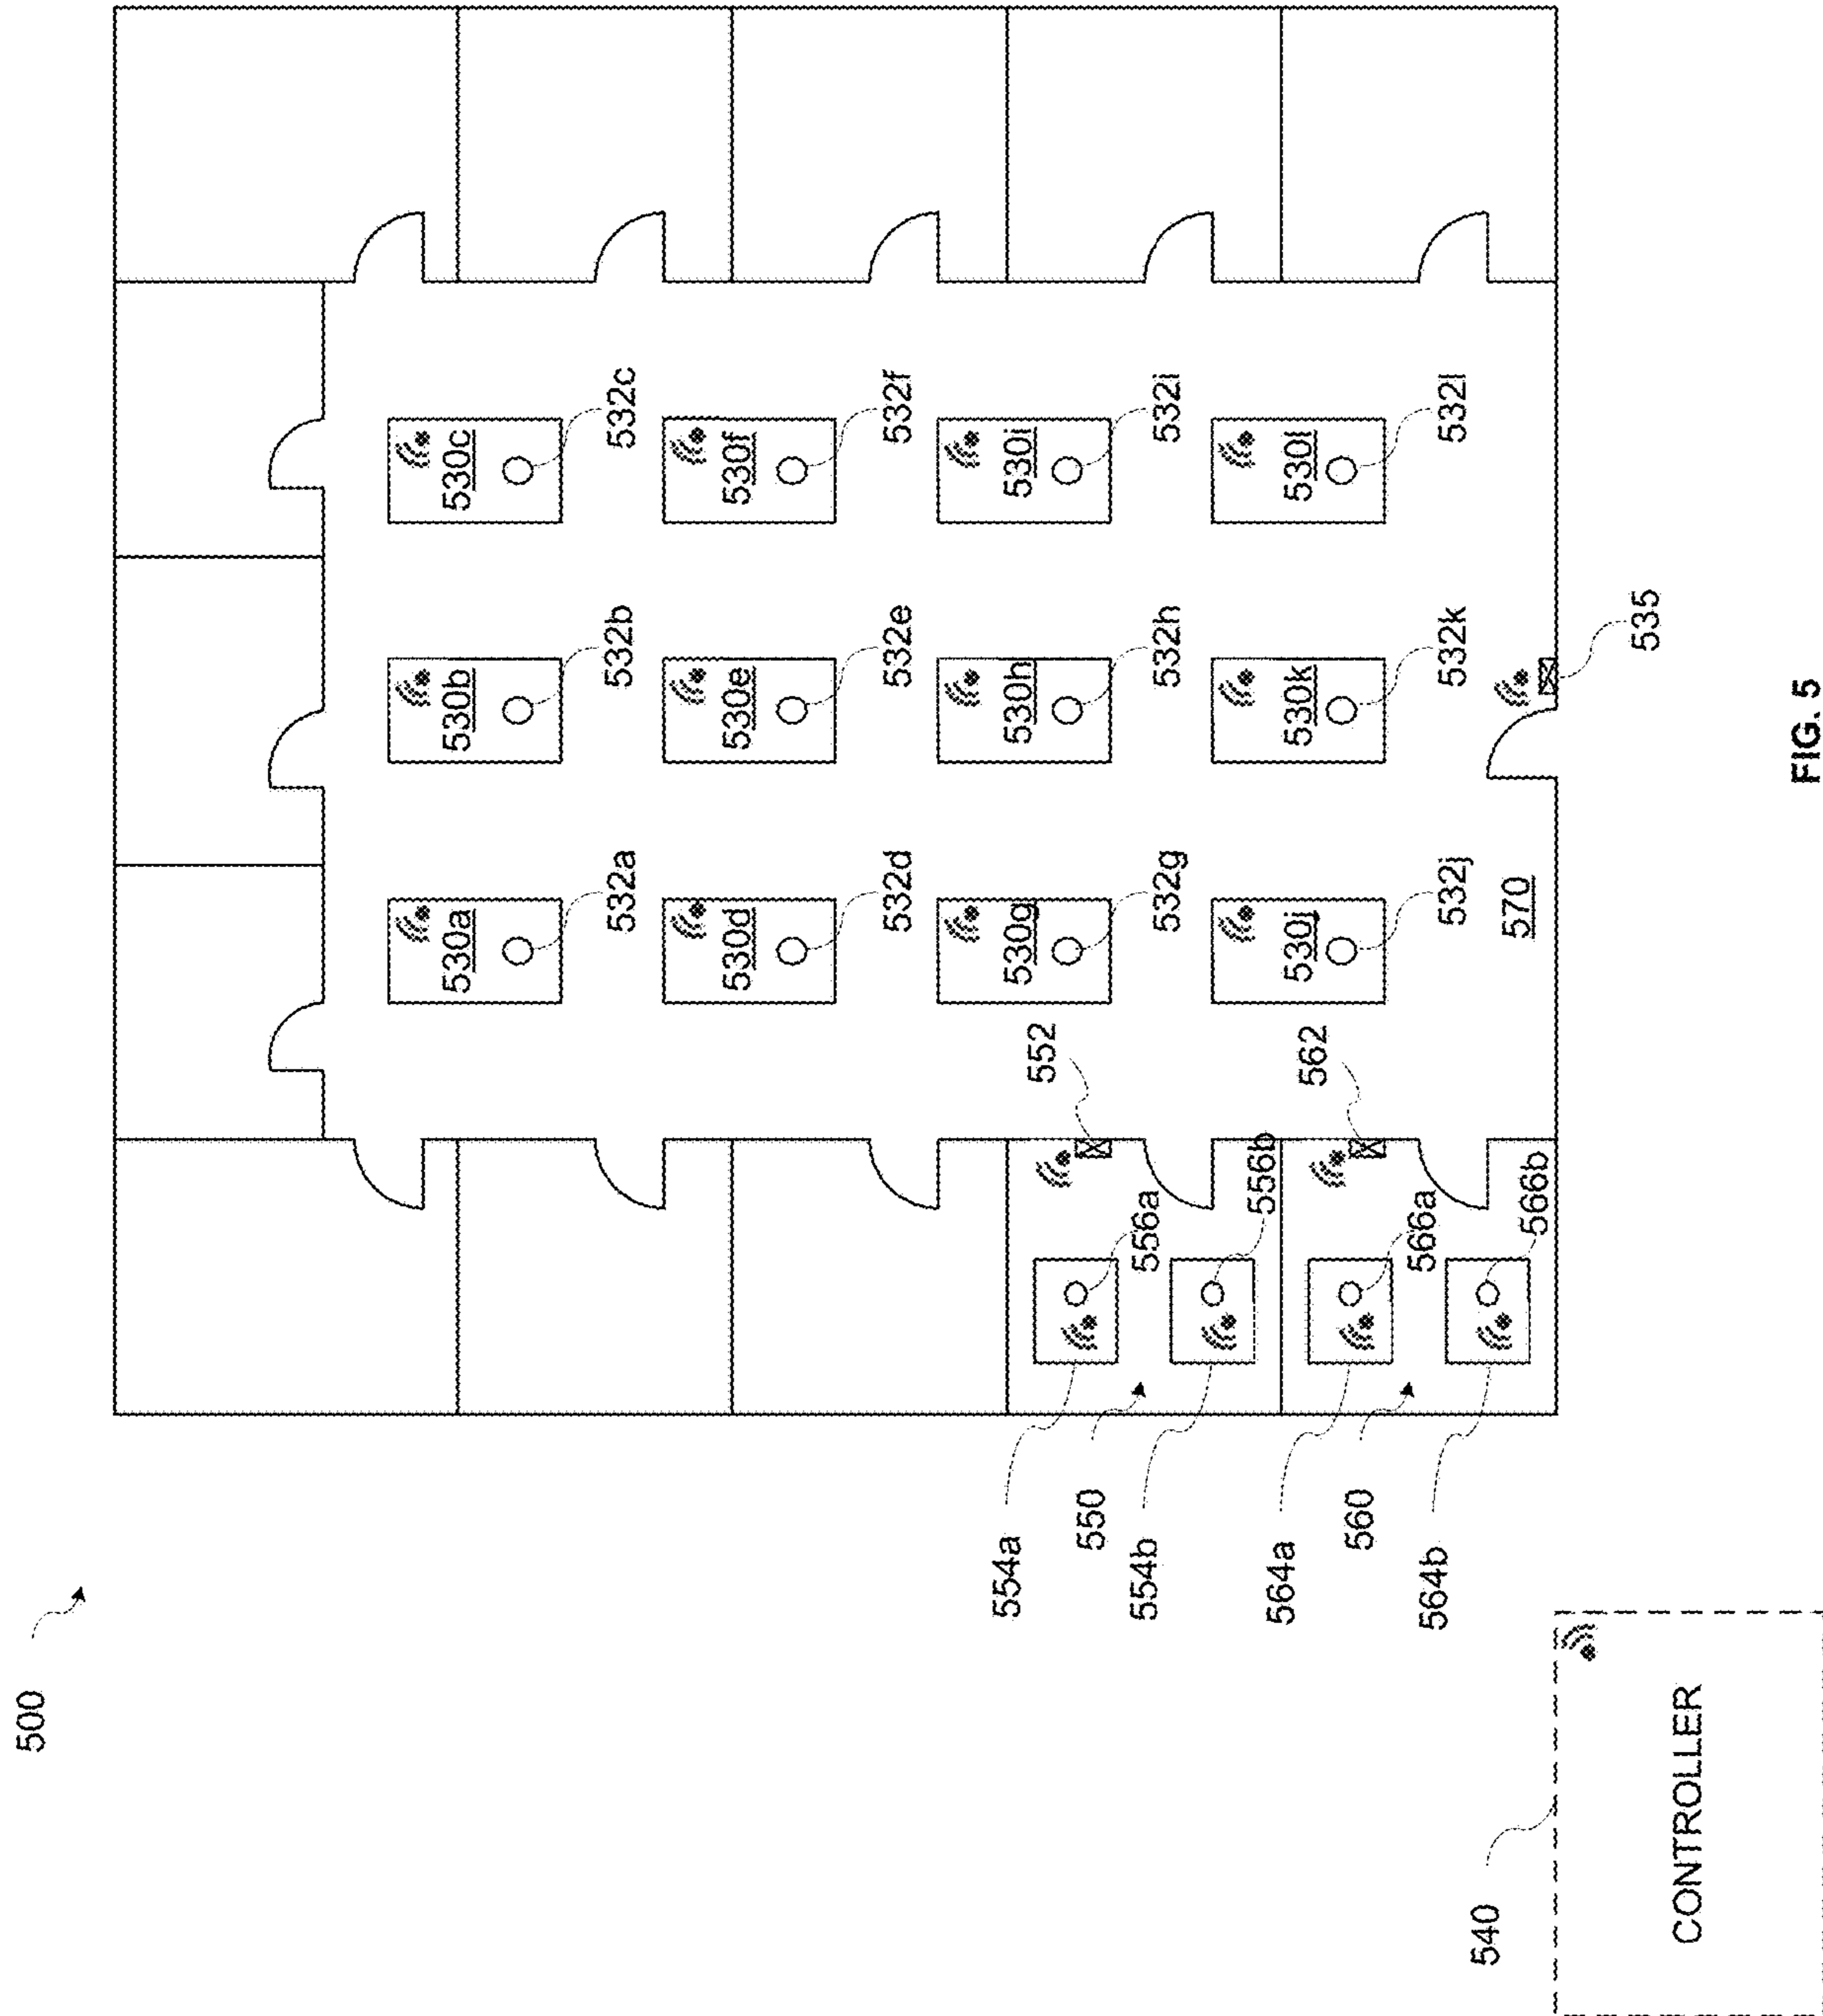 500
530a 530b 530c
532a 532b 532c
530d 530e 530f
532d 532e 532f
554a 530g 530h 530i
552
550
554b 556a 532g 532h 532i
556b
564a 562 530j 530k 530l
560
566a
564b 532j 532k 532l
540 570
566b
535
CONTROLLER
FIG. 5